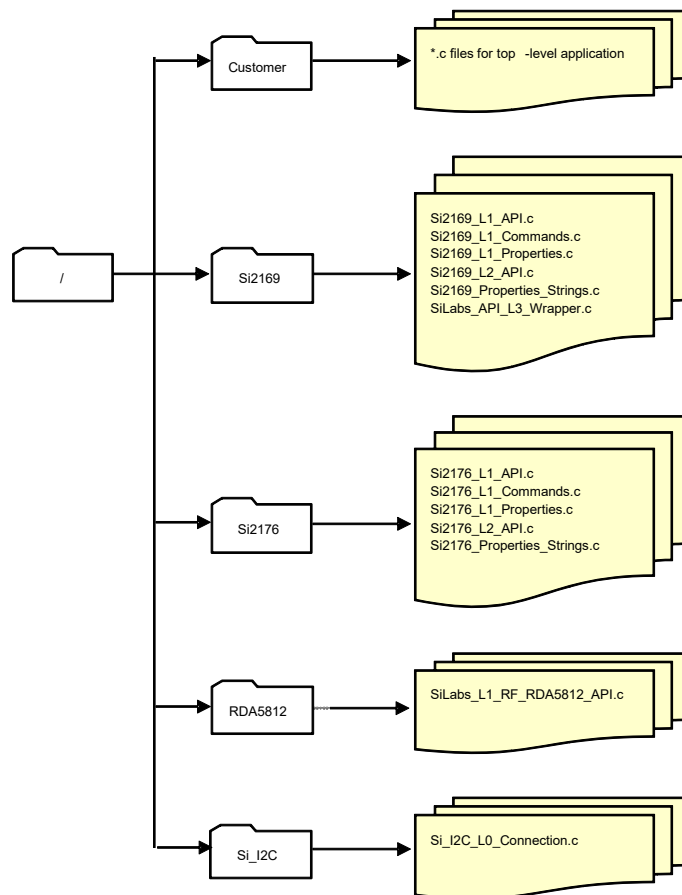 Customer
*.c files for top -level application
/
Si2169
Si2169_L1_API.c
Si2169_L1_Commands.c
Si2169_L1_Properties.c
Si2169_L2_API.c
Si2169_Properties_Strings.c
SiLabs_API_L3_Wrapper.c
Si2176
Si2176_L1_API.c
Si2176_L1_Commands.c
Si2176_L1_Properties.c
Si2176_L2_API.c
Si2176_Properties_Strings.c
RDA5812
SiLabs_L1_RF_RDA5812_API.c
Si_I2C
Si_I2C_L0_Connection.c